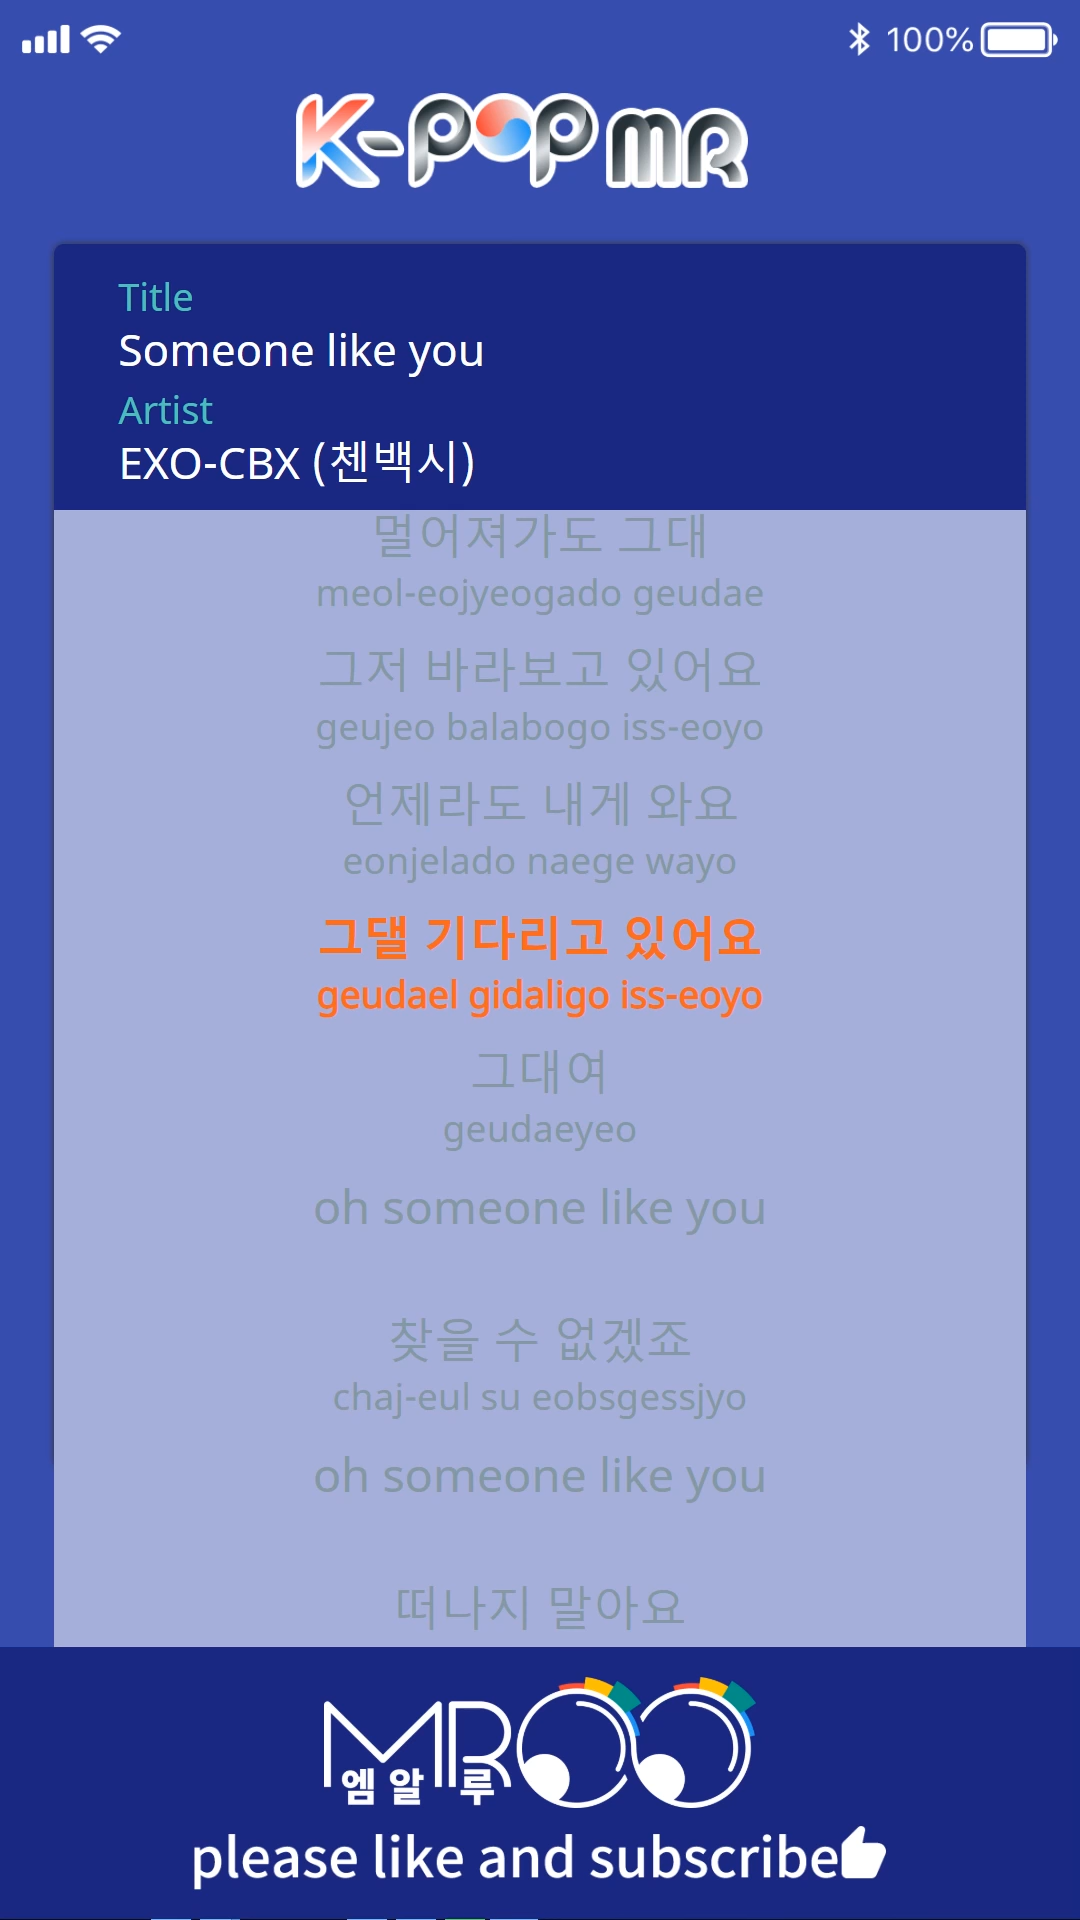 100%
K-POP MR
Title
Someone like you
Artist
EXO-CBX (첸백시)
멀어져가도 그대
meol-eojyeogado geudae
그저 바라보고 있어요
geujeo balabogo iss-eoyo
언제라도 내게 와요
eonjelado naege wayo
그댈 기다리고 있어요
geudael gidaligo iss-eoyo
그대여
geudaeyeo
oh someone like you
찾을 수 없겠죠
chaj-eul su eobsgessjyo
oh someone like you
떠나지 말아요
MROO
엠알루
please like and subscribe